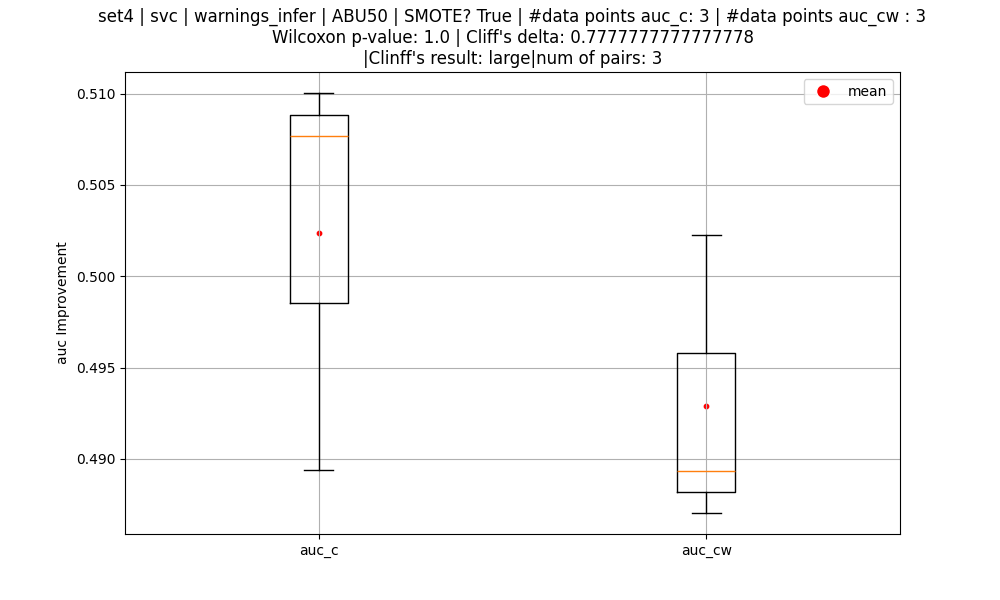 set4 | svc | warnings_infer | ABU50 | SMOTE? True | #data points auc_c: 3 | #data points auc_cw : 3
Wilcoxon p-value: 1.0 | Cliff's delta: 0.7777777777777778
|Clinff's result: large|num of pairs: 3
mean
0.510
0.505
0.500
0.495
0.490
auc Improvement
auc_c
auc_cw